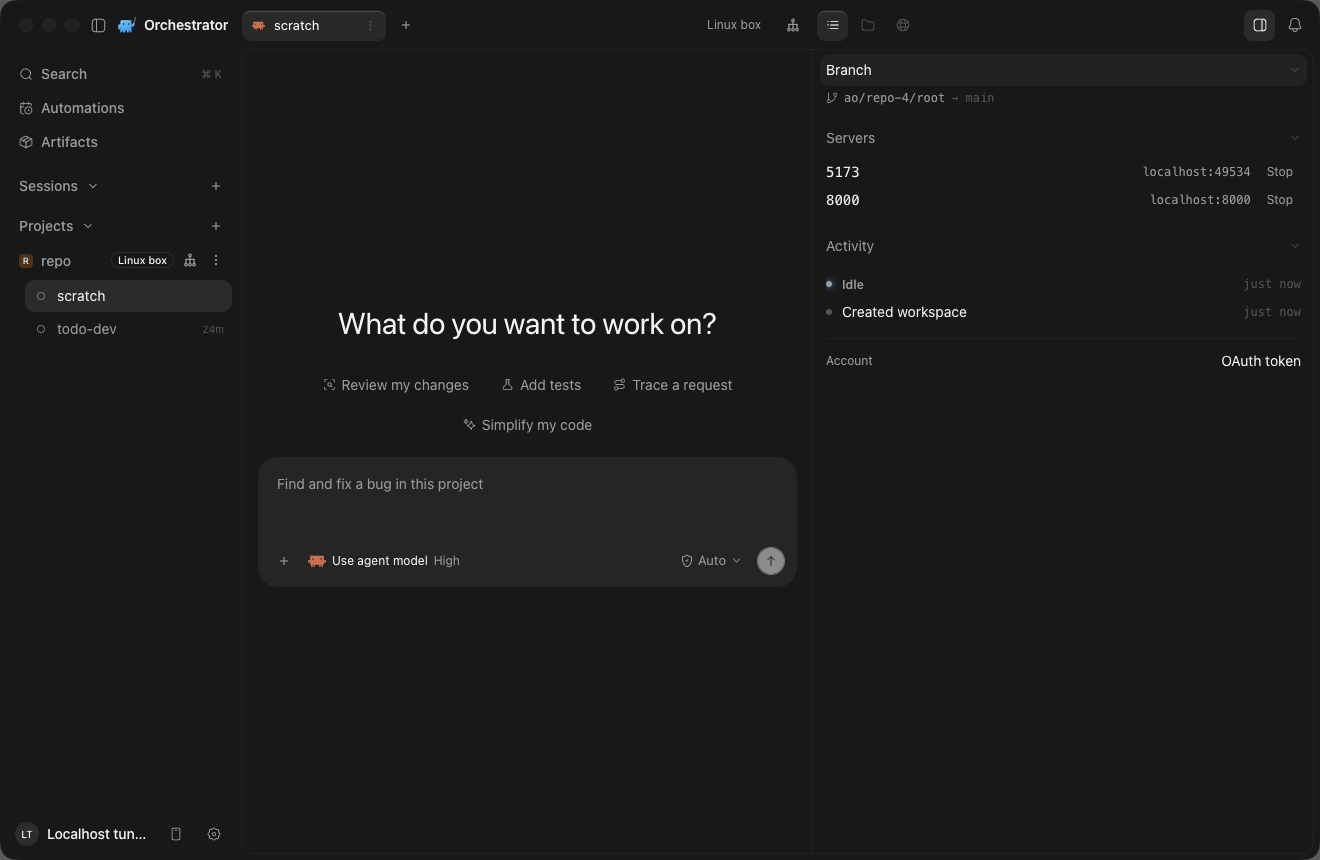 Orchestrator
scratch
Linux box
Search ⌘ K
Automations
Artifacts
Sessions
Projects
R repo Linux box
scratch
todo-dev 24m
LT Localhost tun...
What do you want to work on?
Review my changes Add tests Trace a request
Simplify my code
Find and fix a bug in this project
Use agent model High Auto
Branch
ao/repo-4/root → main
Servers
5173 localhost:49534 Stop
8000 localhost:8000 Stop
Activity
Idle just now
Created workspace just now
Account OAuth token